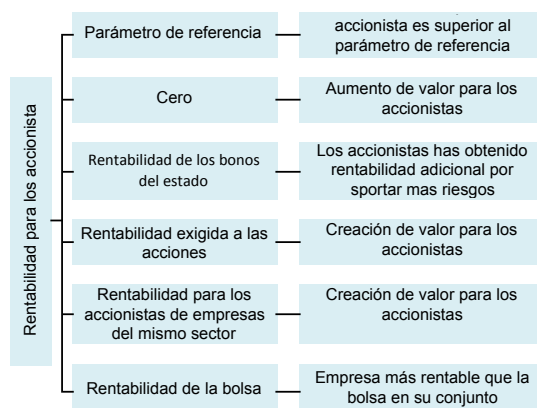 Rentabilidad para los accionista
Parámetro de referencia
accionista es superior al
parámetro de referencia
Cero
Aumento de valor para los
accionistas
Rentabilidad de los bonos
del estado
Los accionistas has obtenido
rentabilidad adicional por
sportar mas riesgos
Rentabilidad exigida a las
acciones
Creación de valor para los
accionistas
Rentabilidad para los
accionistas de empresas
del mismo sector
Creación de valor para los
accionistas
Rentabilidad de la bolsa
Empresa más rentable que la
bolsa en su conjunto